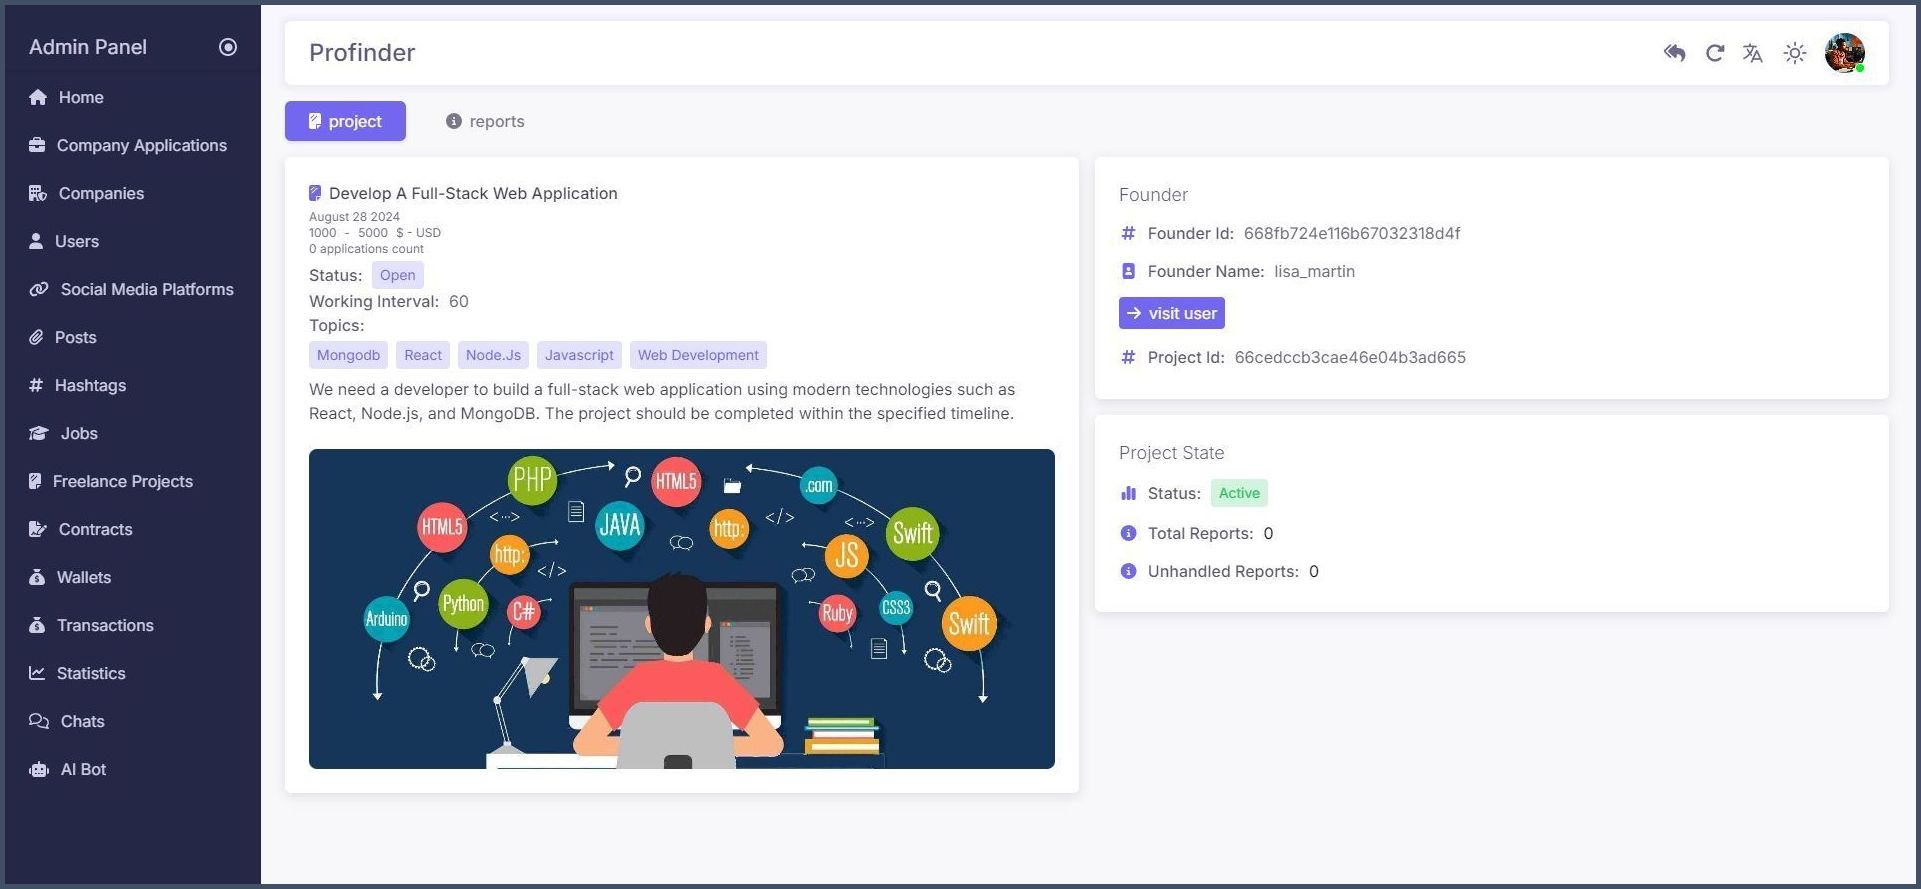 Admin Panel
Home
Company Applications
Companies
Users
Social Media Platforms
Posts
Hashtags
Jobs
Freelance Projects
Contracts
Wallets
Transactions
Statistics
Chats
AI Bot
Profinder
project
reports
Develop A Full-Stack Web Application
August 28 2024
1000 - 5000 $ - USD
0 applications count
Status: Open
Working Interval: 60
Topics:
Mongodb React Node.Js Javascript Web Development
We need a developer to build a full-stack web application using modern technologies such as
React, Node.js, and MongoDB. The project should be completed within the specified timeline.
PHP
HTML5
.com
HTML5
JAVA
http:
</>
<...>
Swift
<...>
http:
</>
JS
Arduino
Python
C#
Ruby
CSS3
Swift
Founder
Founder Id: 668fb724e116b67032318d4f
Founder Name: lisa_martin
visit user
Project Id: 66cedccb3cae46e04b3ad665
Project State
Status: Active
Total Reports: 0
Unhandled Reports: 0